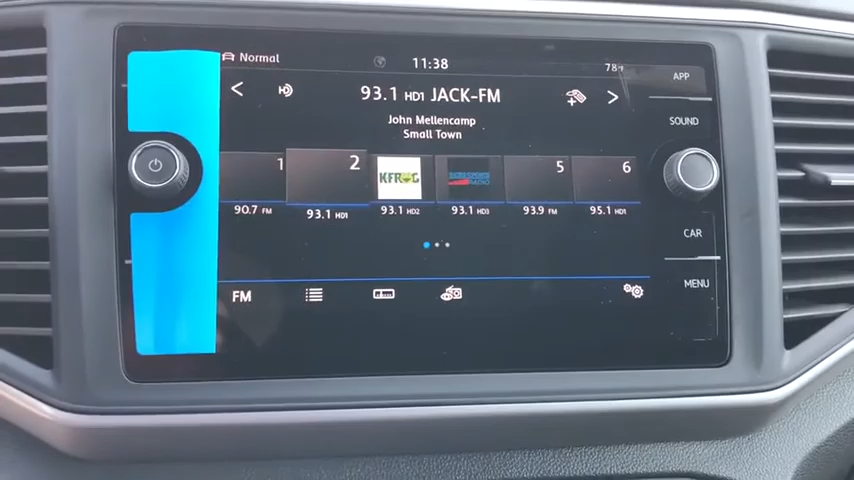 Normal
11:38
78°
APP
93.1 HD1 JACK-FM
John Mellencamp
Small Town
SOUND
1
2
KFROG
5
6
RADIO
90.7 FM
93.1 HD1
93.1 HD2
93.1 HD3
93.9 FM
95.1 HD1
CAR
FM
MENU